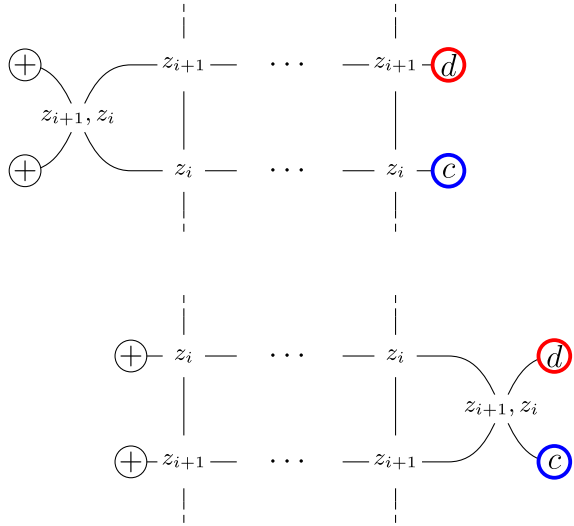 + z_{i+1} ⋯ z_{i+1} d
z_{i+1}, z_i
+ z_i ⋯ z_i c
+ z_i ⋯ z_i d
z_{i+1}, z_i
+ z_{i+1} ⋯ z_{i+1} c